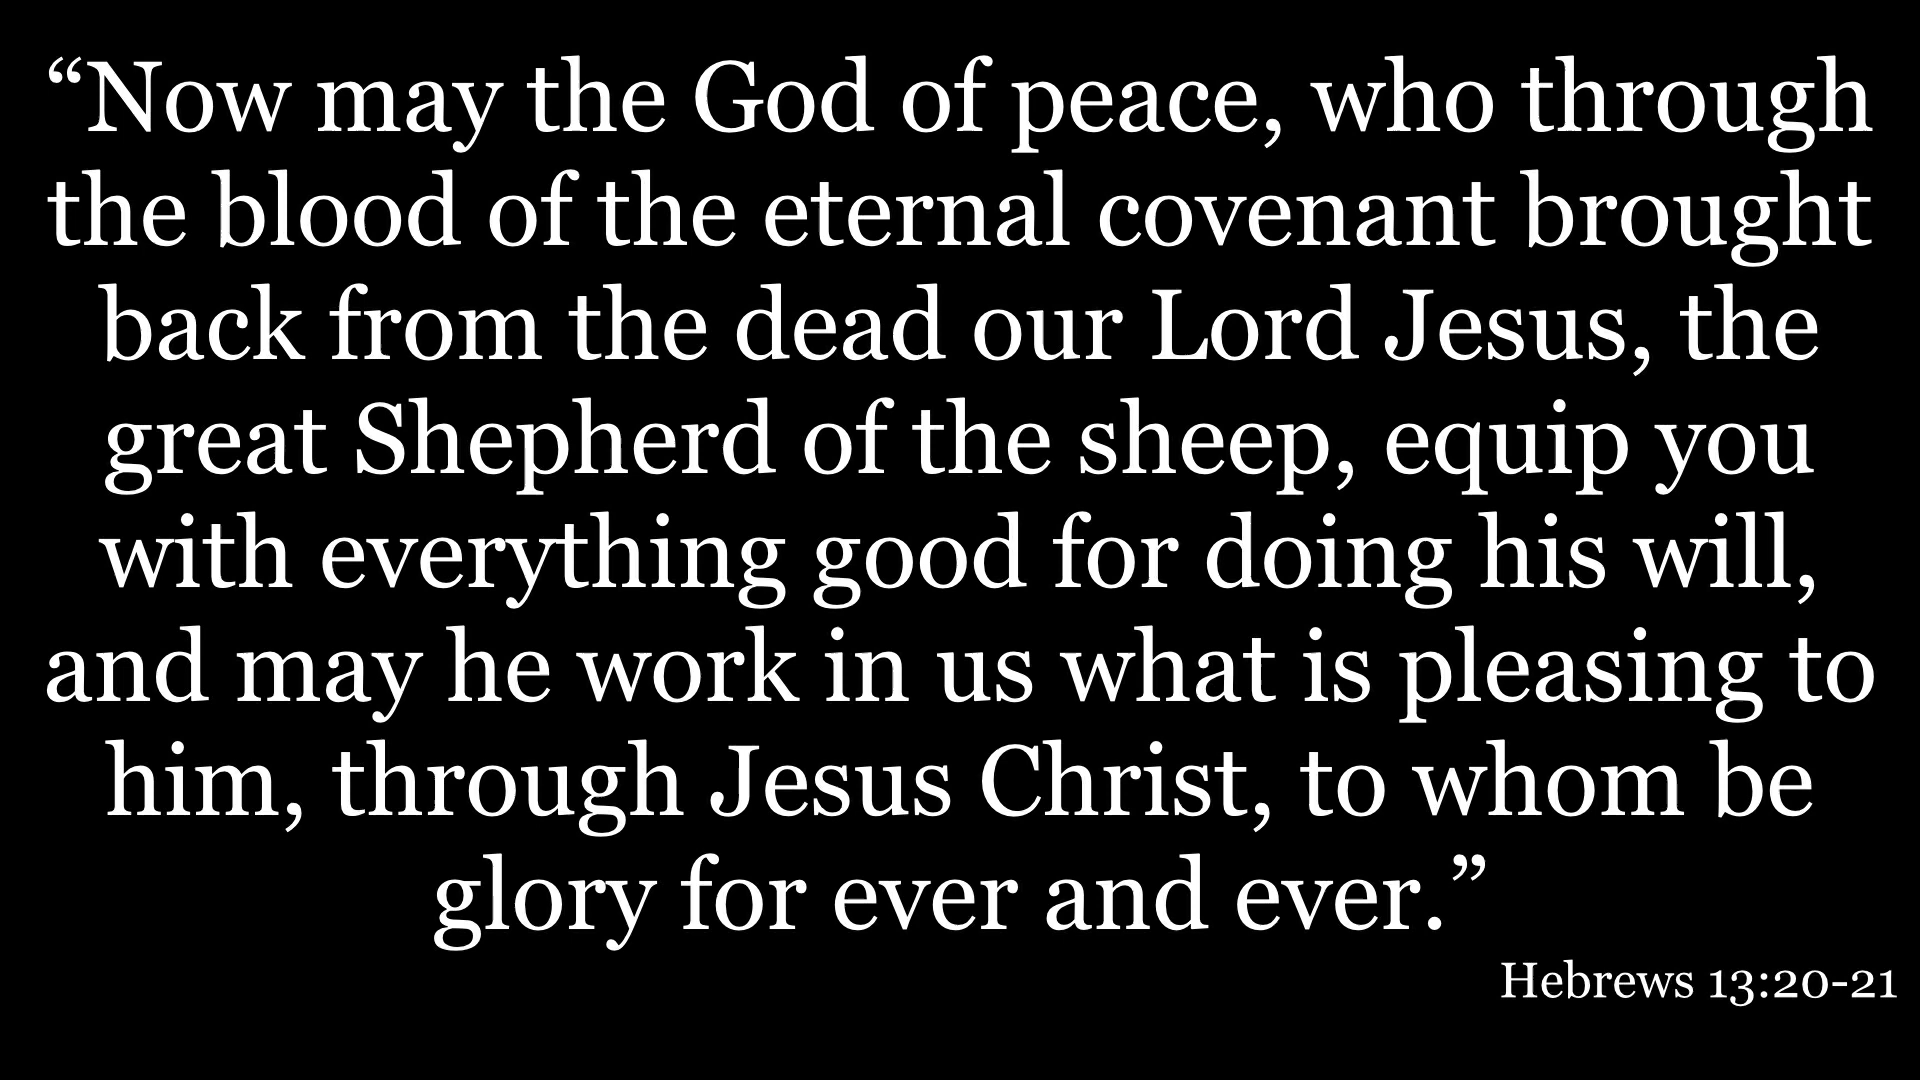 “Now may the God of peace, who through
the blood of the eternal covenant brought
back from the dead our Lord Jesus, the
great Shepherd of the sheep, equip you
with everything good for doing his will,
and may he work in us what is pleasing to
him, through Jesus Christ, to whom be
glory for ever and ever.”
Hebrews 13:20-21